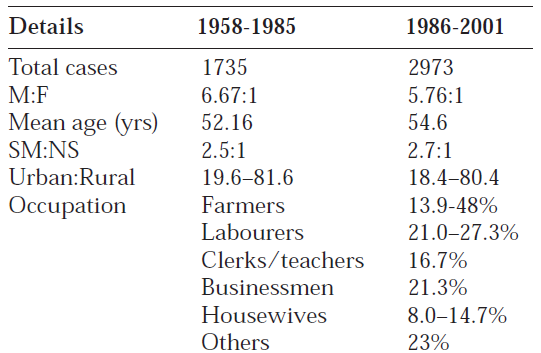 Details 1958-1985 1986-2001
Total cases 1735 2973
M:F 6.67:1 5.76:1
Mean age (yrs) 52.16 54.6
SM:NS 2.5:1 2.7:1
Urban:Rural 19.6–81.6 18.4–80.4
Occupation Farmers 13.9-48%
Labourers 21.0–27.3%
Clerks/teachers 16.7%
Businessmen 21.3%
Housewives 8.0–14.7%
Others 23%